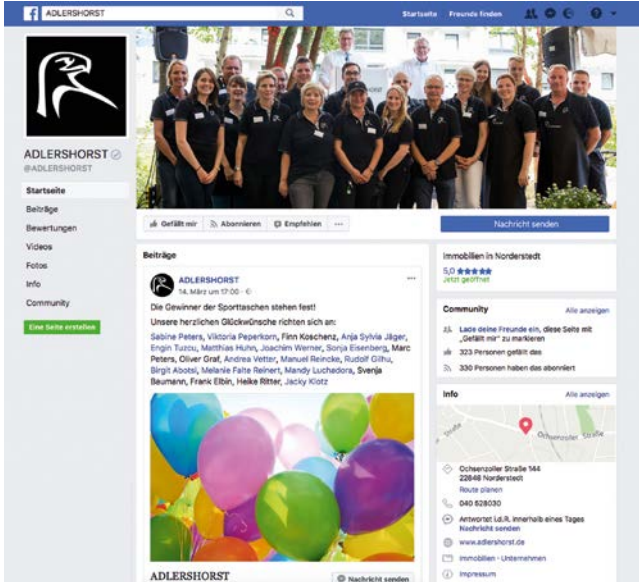 ADLERSHORST
Startseite Freunde finden
ADLERSHORST
@ADLERSHORST
Startseite
Beiträge
Bewertungen
Videos
Fotos
Info
Community
Eine Seite erstellen
Gefällt mir Abonnieren Empfehlen ...
Nachricht senden
Beiträge
ADLERSHORST
14. März um 17:00
Die Gewinner der Sporttaschen stehen fest!
Unsere herzlichen Glückwünsche richten sich an:
Sabine Peters, Viktoria Peperkorn, Finn Koschenz, Anja Sylvia Jäger,
Engin Tuzcu, Matthias Huhn, Joachim Werner, Sonja Eisenberg, Marc
Peters, Oliver Graf, Andrea Vetter, Manuel Reincke, Rudolf Gilhu,
Birgit Abotsi, Melanie Falte Reinert, Mandy Luchadora, Svenja
Baumann, Frank Elbin, Heike Ritter, Jacky Klotz
ADLERSHORST
Nachricht senden
Immobilien in Norderstedt
5,0 ★★★★★
Jetzt geöffnet
Community Alle anzeigen
Lade deine Freunde ein, diese Seite mit
„Gefällt mir“ zu markieren
323 Personen gefällt das
330 Personen haben das abonniert
Info Alle anzeigen
Ochsenzoller Straße
Ochsenzoller Straße 144
22848 Norderstedt
Route planen
040 528030
Antwortet i.d.R. innerhalb eines Tages
Nachricht senden
www.adlershorst.de
Immobilien - Unternehmen
Impressum